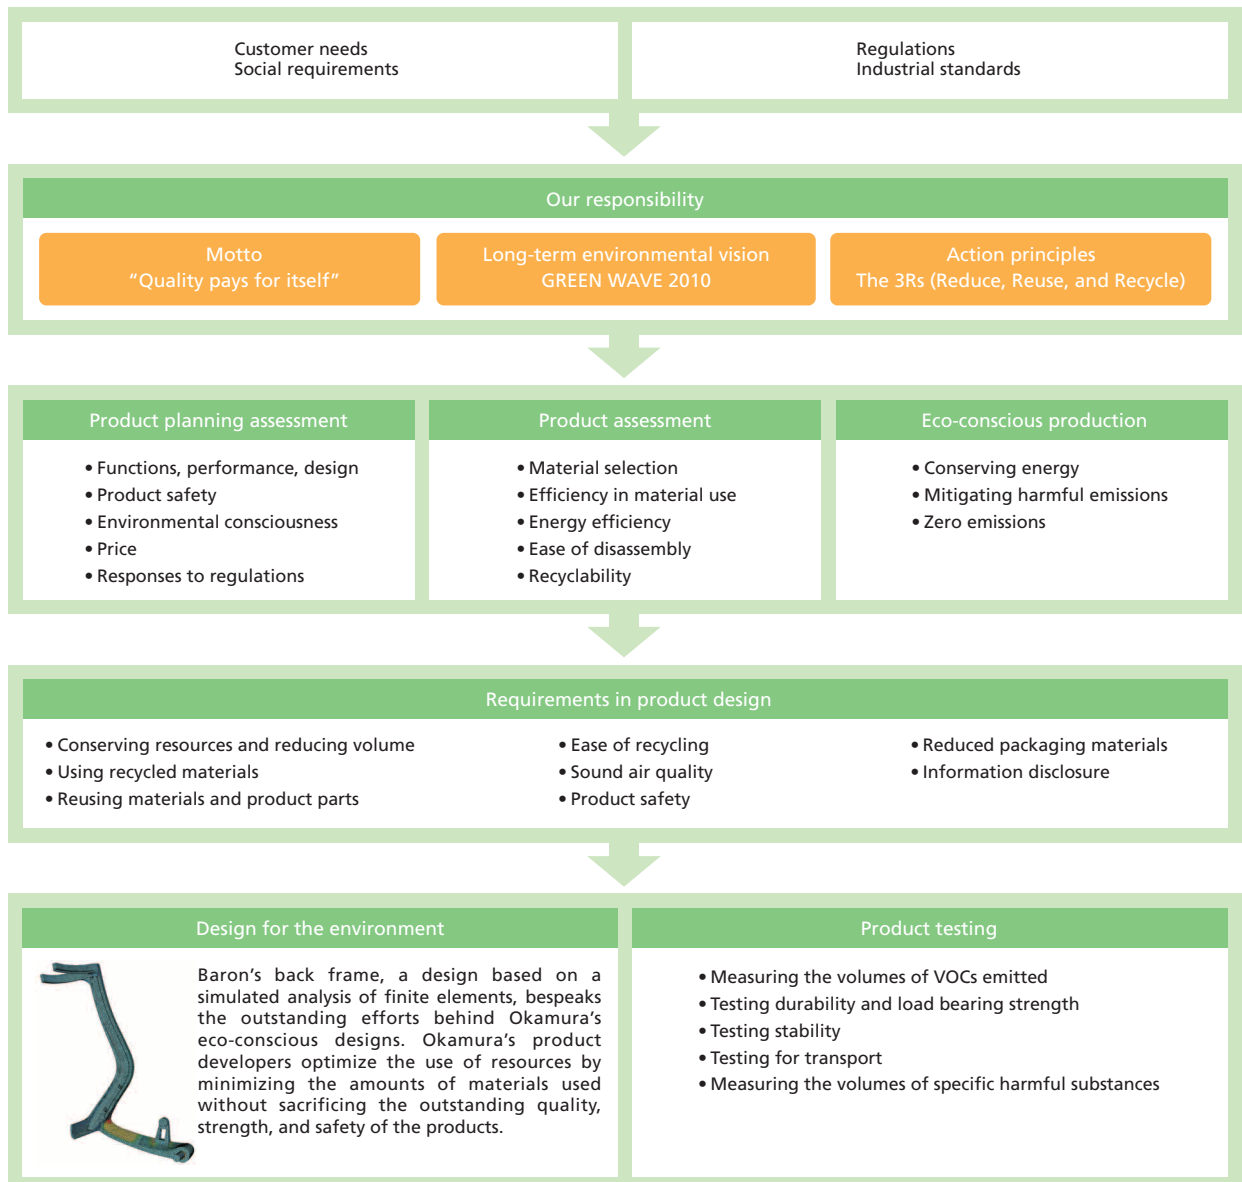 Customer needs
Social requirements
Regulations
Industrial standards
Our responsibility
Motto
“Quality pays for itself”
Long-term environmental vision
GREEN WAVE 2010
Action principles
The 3Rs (Reduce, Reuse, and Recycle)
Product planning assessment
• Functions, performance, design
• Product safety
• Environmental consciousness
• Price
• Responses to regulations
Product assessment
• Material selection
• Efficiency in material use
• Energy efficiency
• Ease of disassembly
• Recyclability
Eco-conscious production
• Conserving energy
• Mitigating harmful emissions
• Zero emissions
Requirements in product design
• Conserving resources and reducing volume
• Using recycled materials
• Reusing materials and product parts
• Ease of recycling
• Sound air quality
• Product safety
• Reduced packaging materials
• Information disclosure
Design for the environment
Baron’s back frame, a design based on a
simulated analysis of finite elements, bespeaks
the outstanding efforts behind Okamura’s
eco-conscious designs. Okamura’s product
developers optimize the use of resources by
minimizing the amounts of materials used
without sacrificing the outstanding quality,
strength, and safety of the products.
Product testing
• Measuring the volumes of VOCs emitted
• Testing durability and load bearing strength
• Testing stability
• Testing for transport
• Measuring the volumes of specific harmful substances